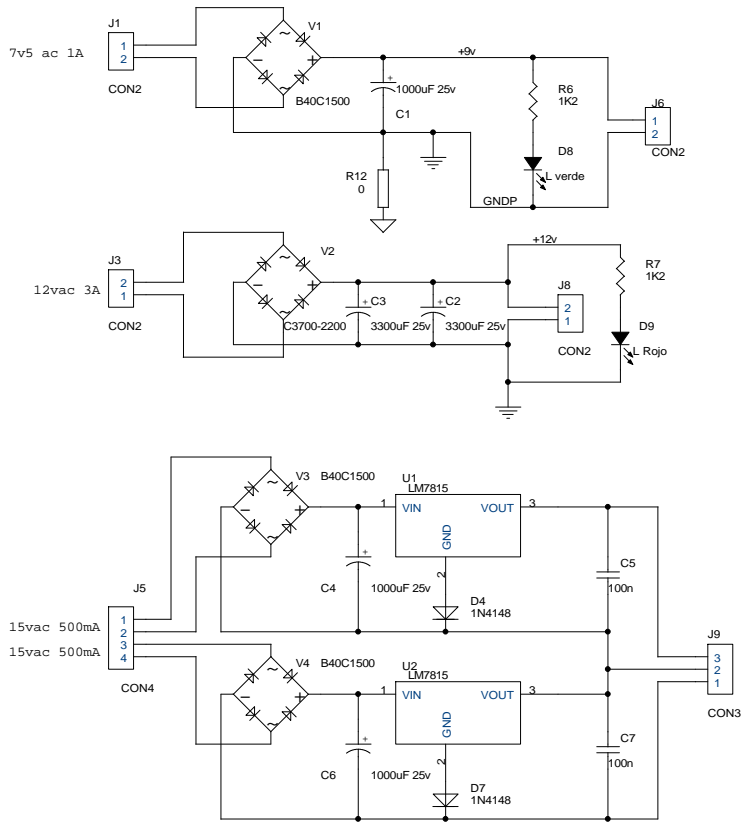 J1
7v5 ac 1A
1
2
CON2
~
~
-
+
V1
B40C1500
+
1000uF 25v
C1
+9v
R6
1K2
D8
L verde
J6
1
2
CON2
R12
0
GNDP
J3
12vac 3A
2
1
CON2
~
~
-
+
V2
C3700-2200
+
C3
3300uF 25v
+
C2
3300uF 25v
+12v
J8
2
1
CON2
R7
1K2
D9
L Rojo
V3 B40C1500
~
~
-
+
U1
LM7815
1
VIN VOUT
3
GND
2
+
C4
1000uF 25v
D4
1N4148
C5
100n
J5
15vac 500mA
15vac 500mA
1
2
3
4
CON4
V4 B40C1500
~
~
-
+
U2
LM7815
1
VIN VOUT
3
GND
2
+
C6
1000uF 25v
D7
1N4148
C7
100n
J9
3
2
1
CON3